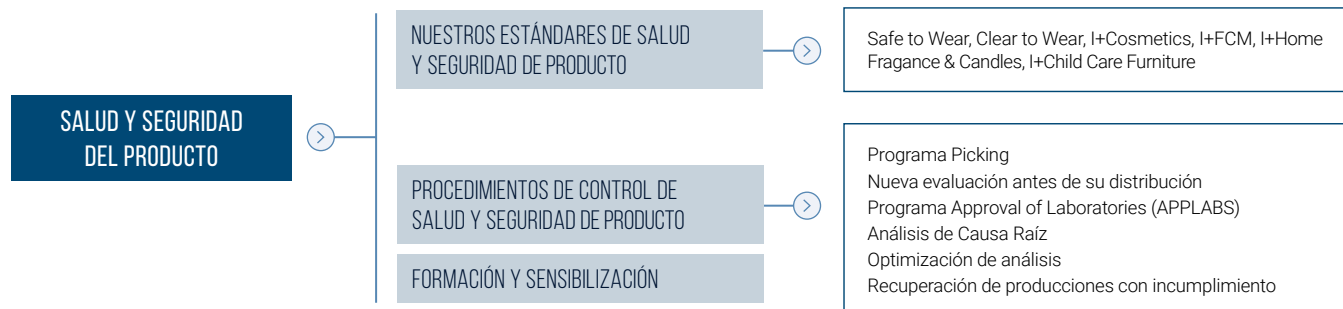 SALUD Y SEGURIDAD
DEL PRODUCTO
NUESTROS ESTÁNDARES DE SALUD
Y SEGURIDAD DE PRODUCTO
Safe to Wear, Clear to Wear, I+Cosmetics, I+FCM, I+Home
Fragance & Candles, I+Child Care Furniture
PROCEDIMIENTOS DE CONTROL DE
SALUD Y SEGURIDAD DE PRODUCTO
Programa Picking
Nueva evaluación antes de su distribución
Programa Approval of Laboratories (APPLABS)
Análisis de Causa Raíz
Optimización de análisis
Recuperación de producciones con incumplimiento
FORMACIÓN Y SENSIBILIZACIÓN